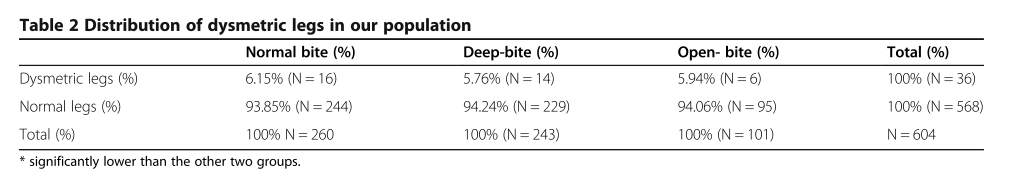 Table 2 Distribution of dysmetric legs in our population
Normal bite (%) Deep-bite (%) Open- bite (%) Total (%)
Dysmetric legs (%) 6.15% (N = 16) 5.76% (N = 14) 5.94% (N = 6) 100% (N = 36)
Normal legs (%) 93.85% (N = 244) 94.24% (N = 229) 94.06% (N = 95) 100% (N = 568)
Total (%) 100% N = 260 100% (N = 243) 100% (N = 101) N = 604
* significantly lower than the other two groups.